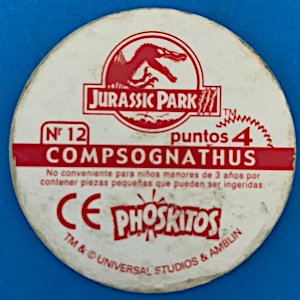 JURASSIC PARK III
TM
Nº 12 puntos 4
COMPSOGNATHUS
No conveniente para niños menores de 3 años por
contener piezas pequeñas que pueden ser ingeridas.
CE PHOSKITOS
TM & © UNIVERSAL STUDIOS & AMBLIN